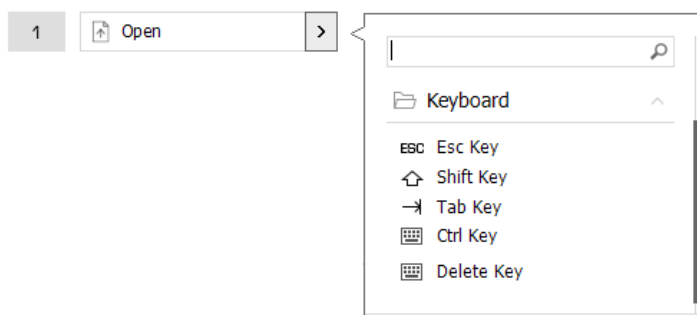 1
Open
Keyboard
ESC Esc Key
Shift Key
Tab Key
Ctrl Key
Delete Key